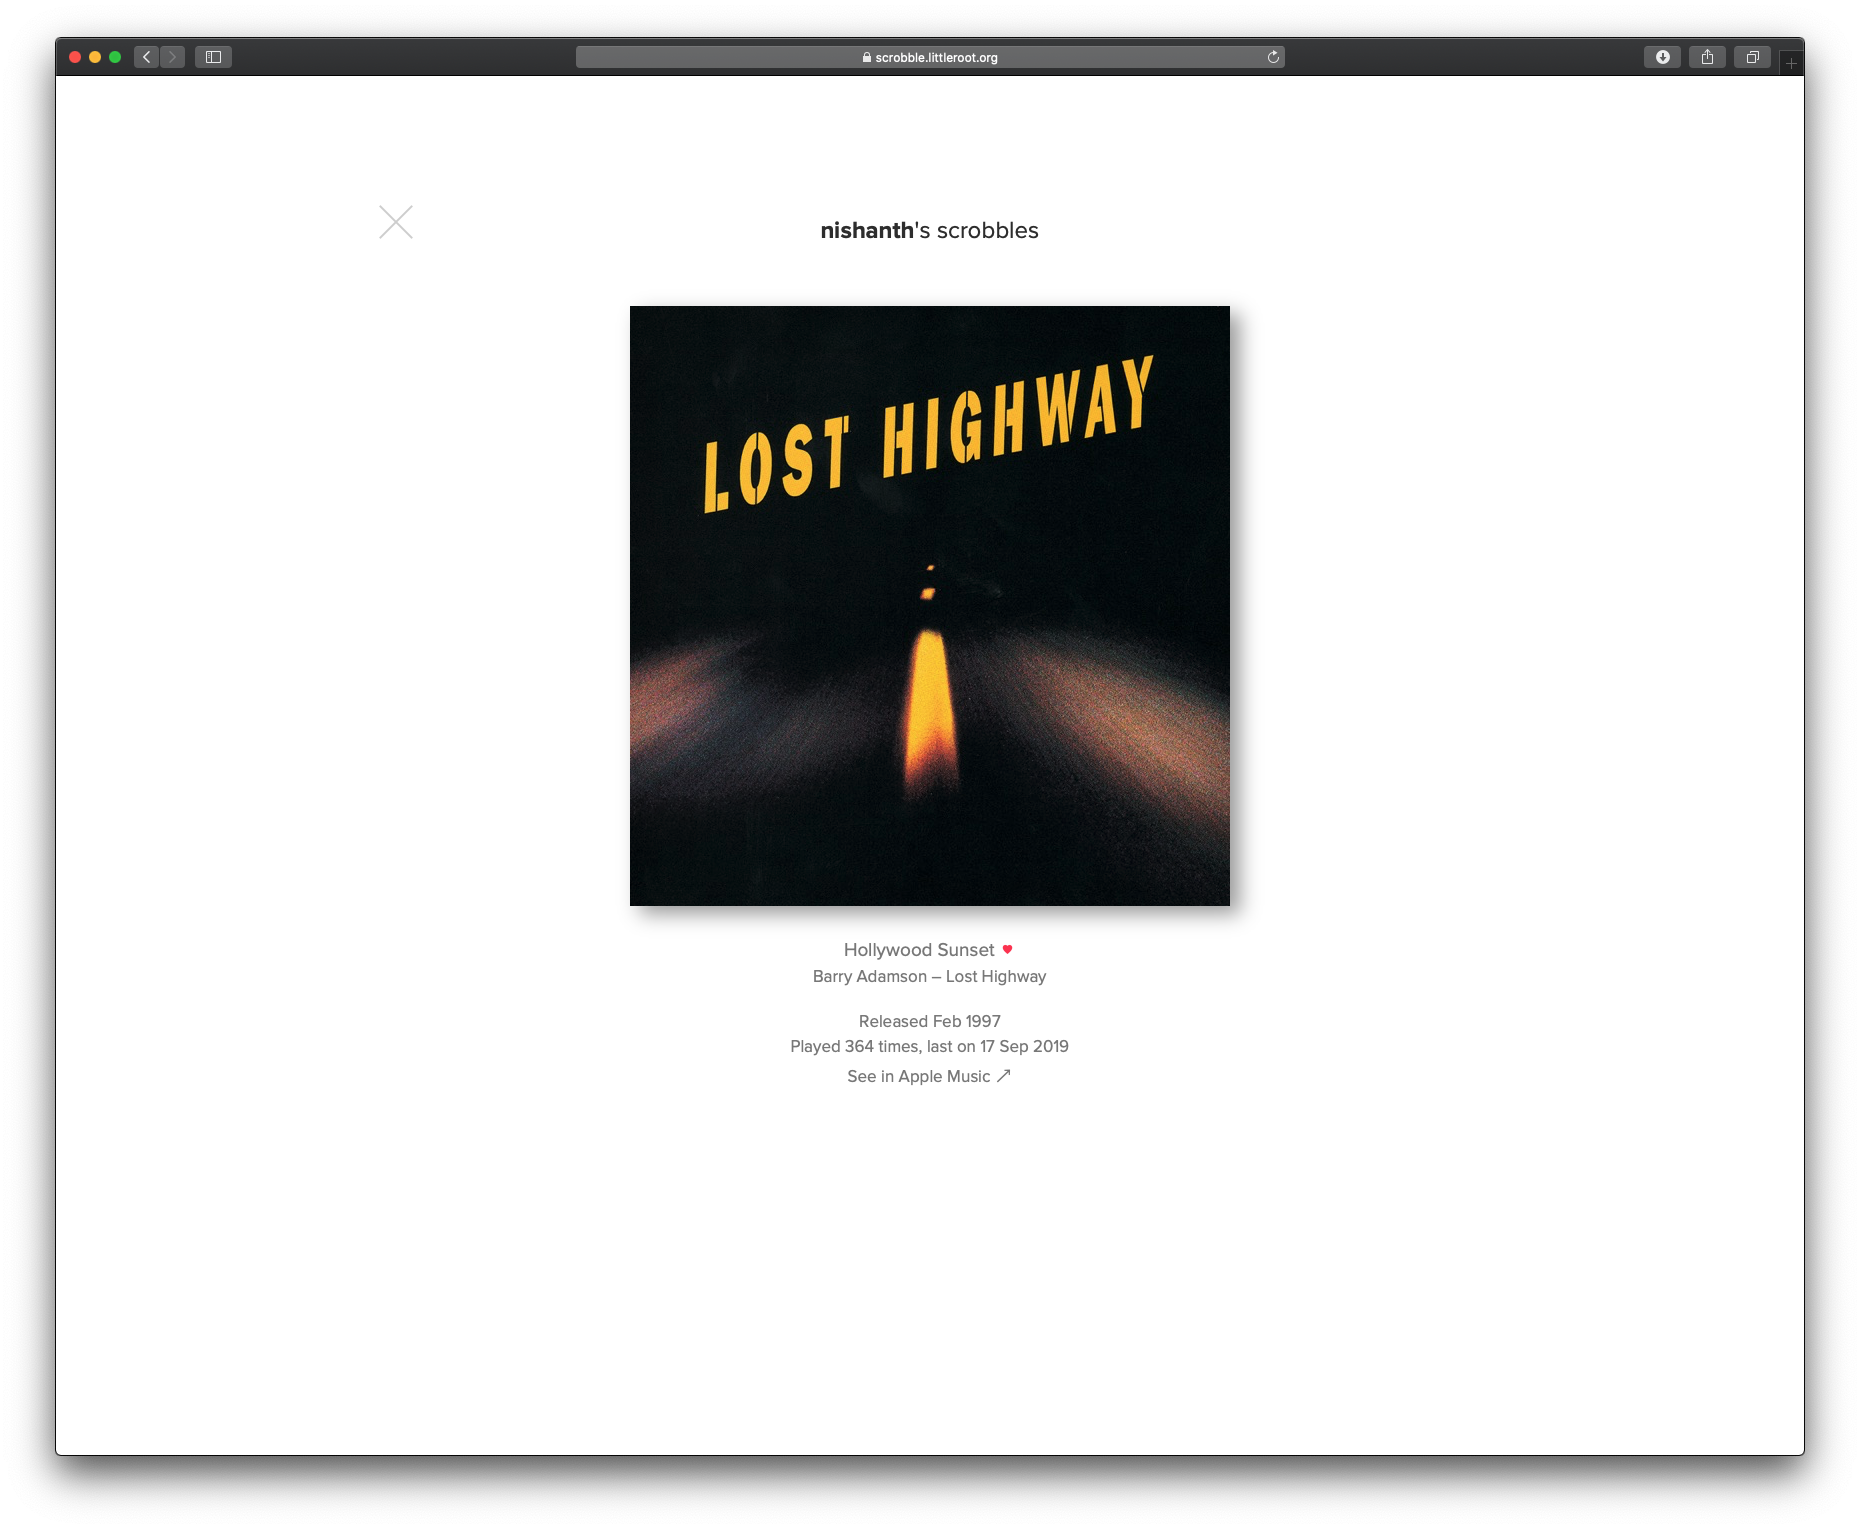 scrobble.littleroot.org
nishanth's scrobbles
LOST HIGHWAY
Hollywood Sunset
Barry Adamson – Lost Highway
Released Feb 1997
Played 364 times, last on 17 Sep 2019
See in Apple Music ↗